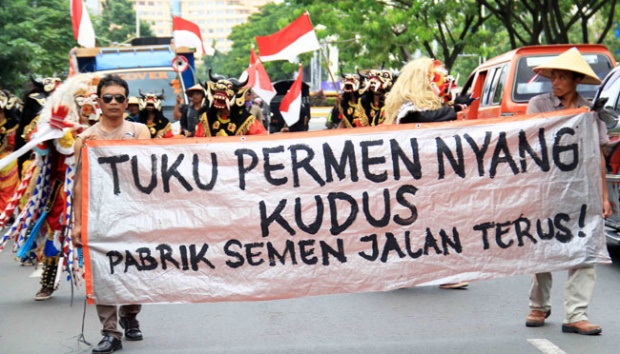 TUKU PERMEN NYANG
KUDUS
PABRIK SEMEN JALAN TERUS!